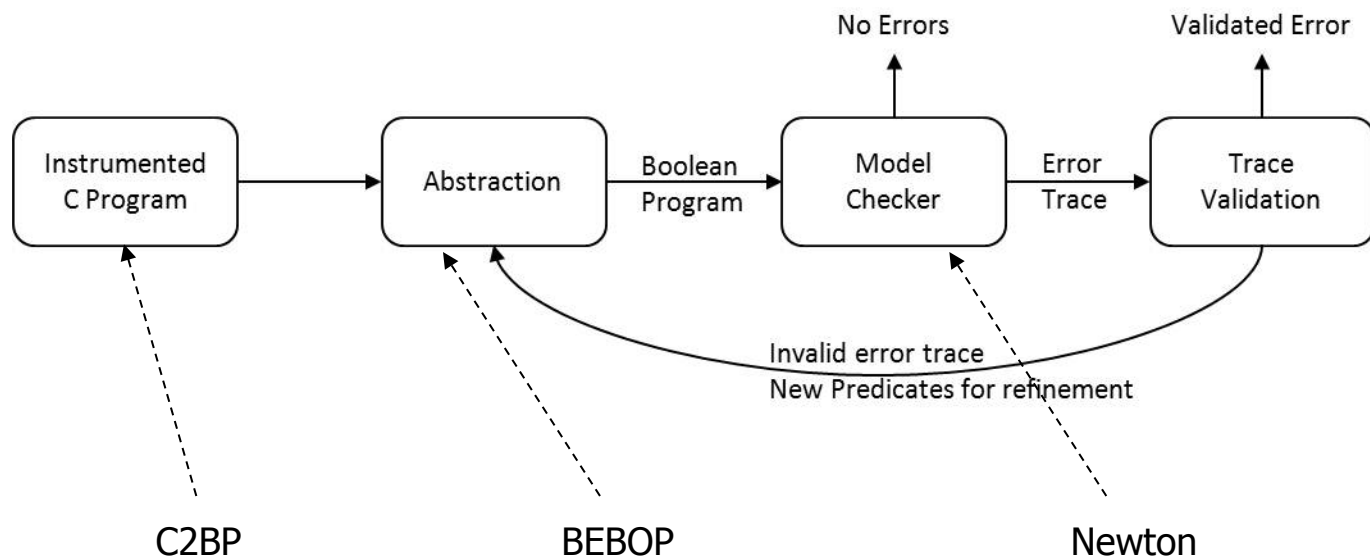 No Errors
Validated Error
Instrumented
C Program
Abstraction
Boolean
Program
Model
Checker
Error
Trace
Trace
Validation
Invalid error trace
New Predicates for refinement
C2BP
BEBOP
Newton